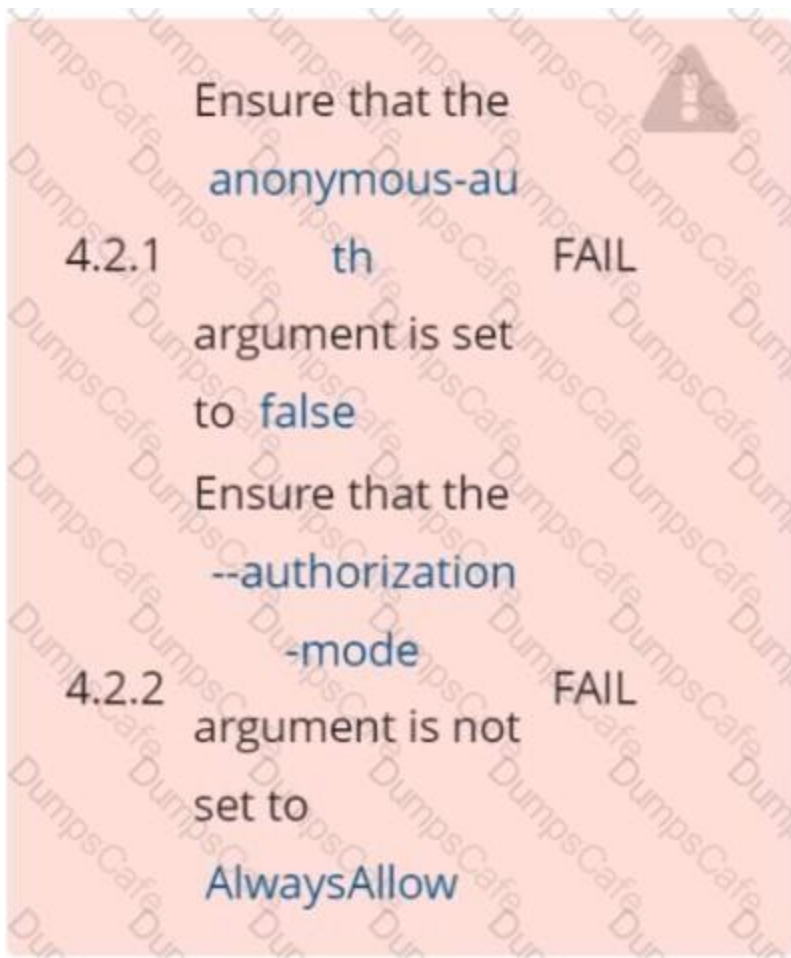 Ensure that the
anonymous-au
4.2.1 th FAIL
argument is set
to false
Ensure that the
--authorization
-mode
4.2.2 FAIL
argument is not
set to
AlwaysAllow
DumpsCafe